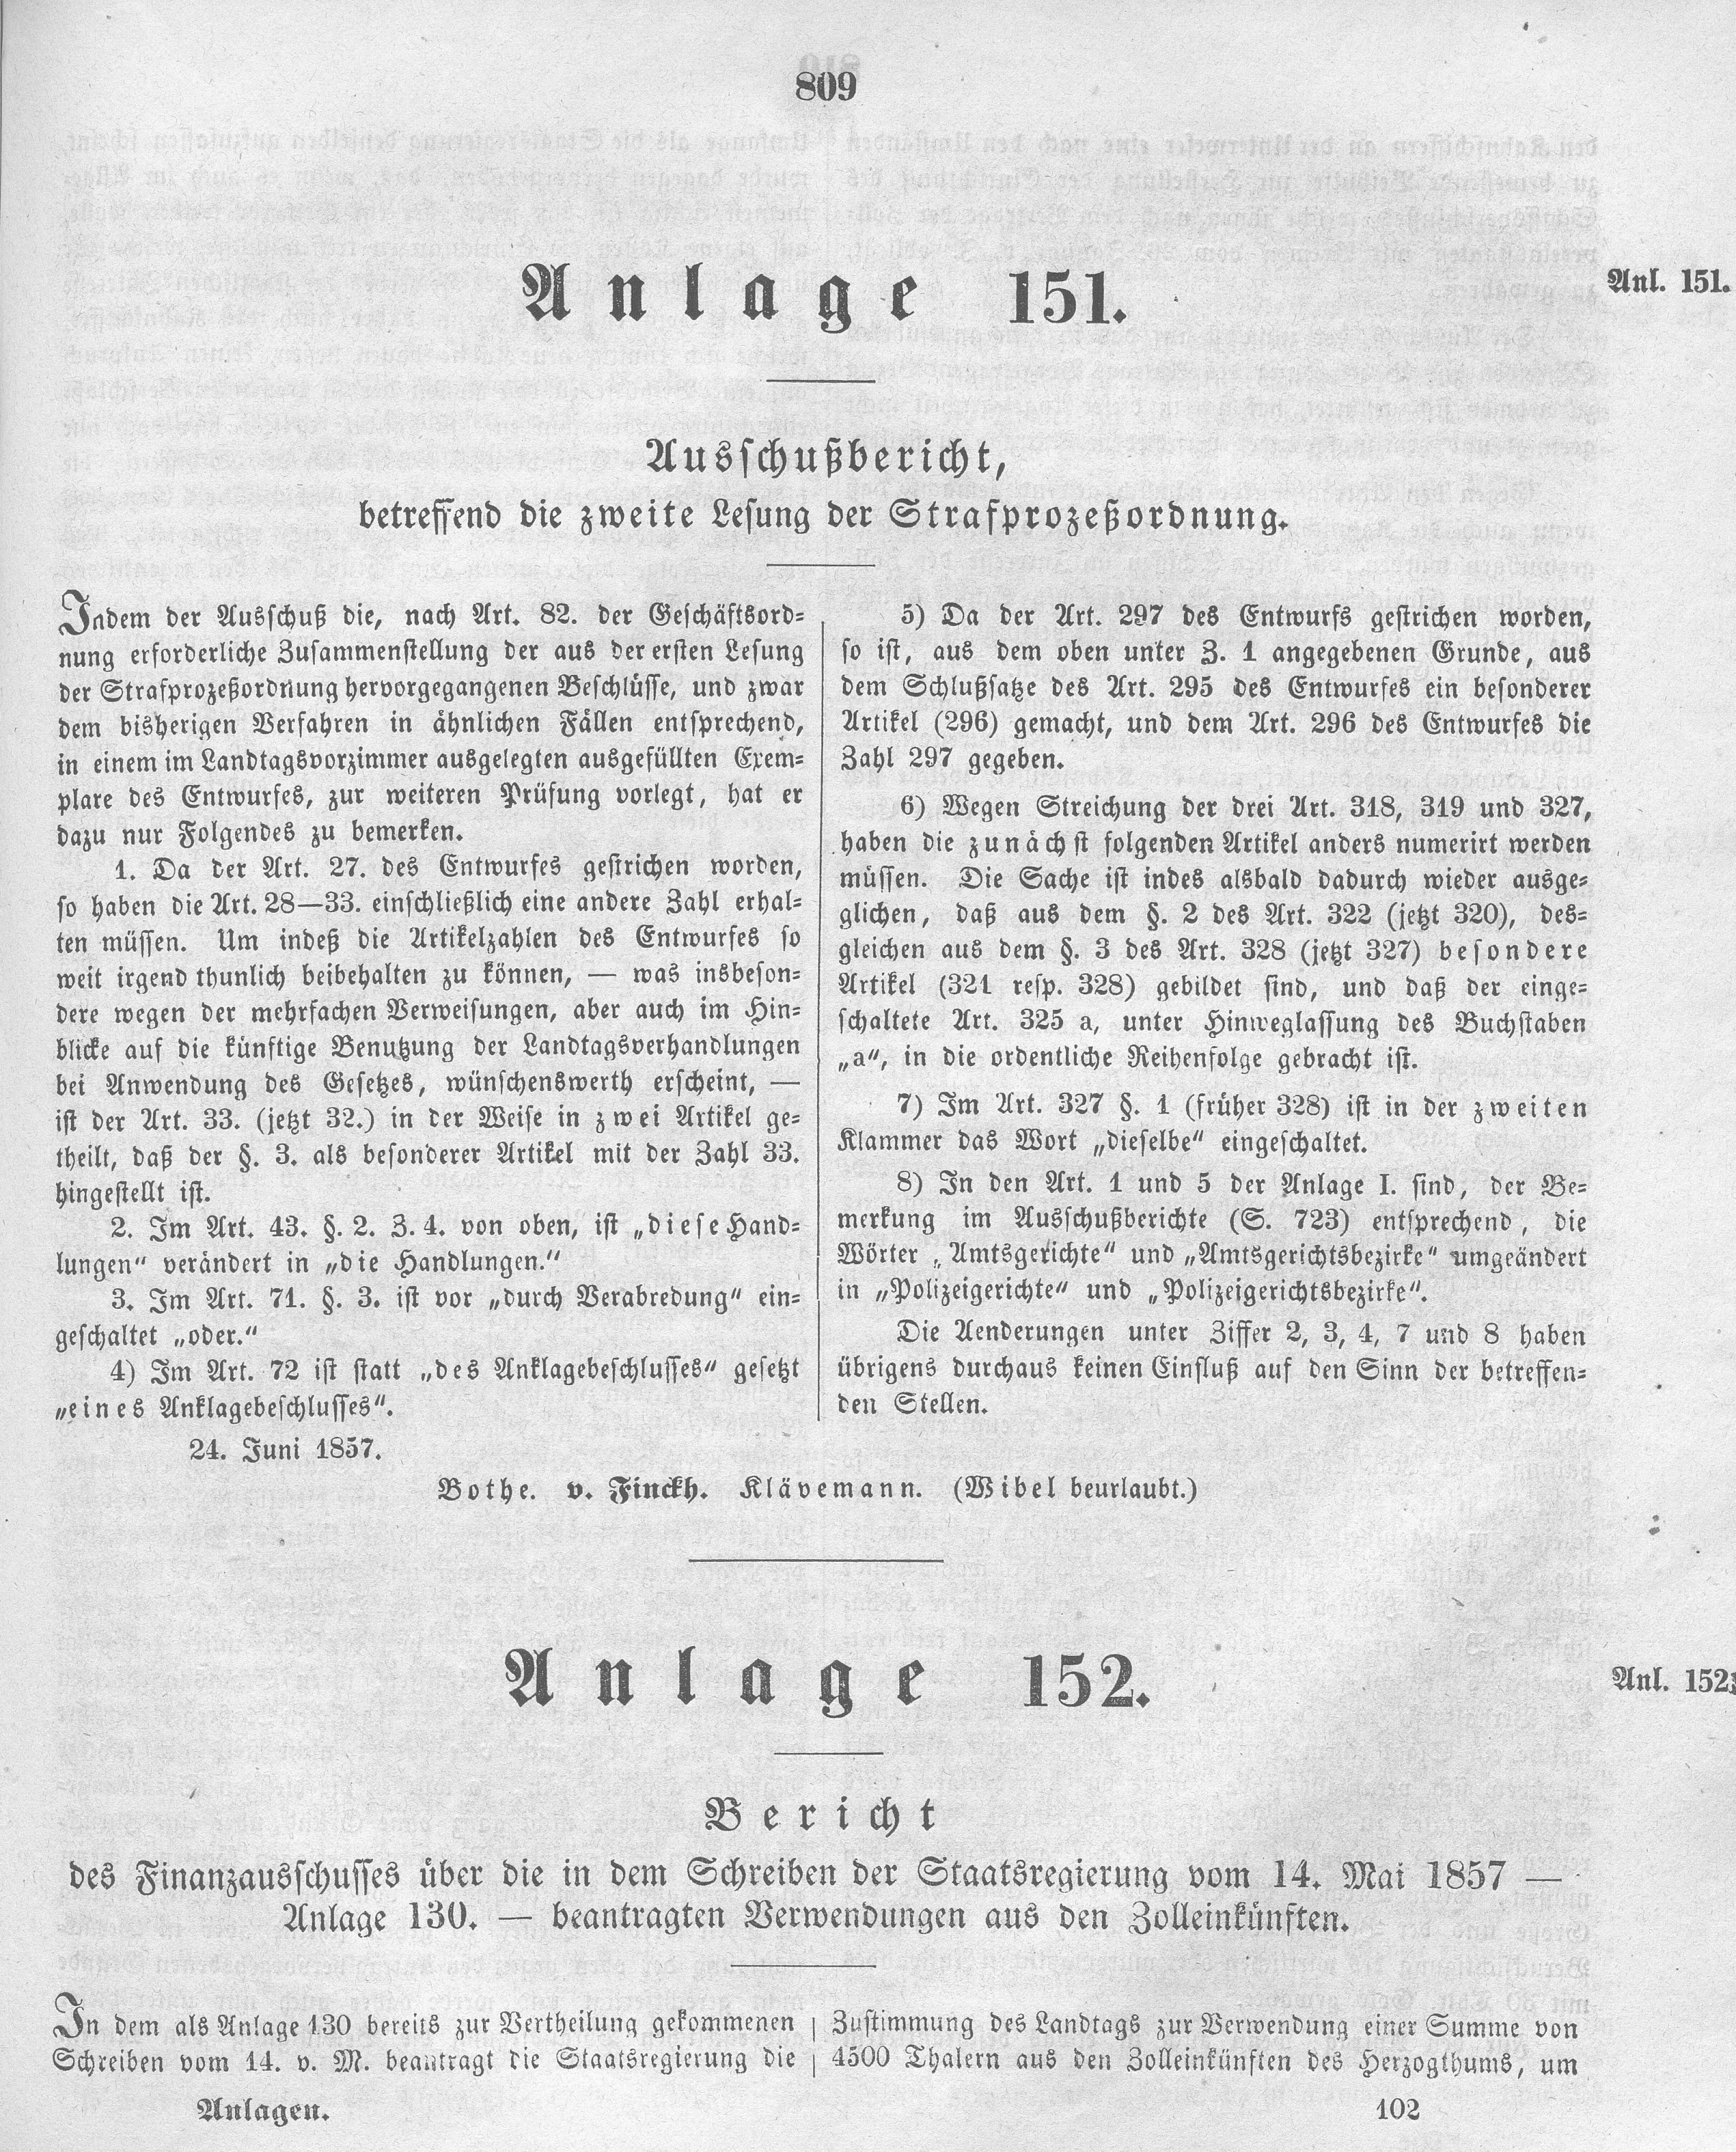 809
Anlage 151.
Anl. 151.
Ausschußbericht,
betreffend die zweite Lesung der Strafprozeßordnung.
Indem der Ausschuß die, nach Art. 82. der Geschäftsord-
nung erforderliche Zusammenstellung der aus der ersten Lesung
der Strafprozeßordnung hervorgegangenen Beschlüsse, und zwar
dem bisherigen Verfahren in ähnlichen Fällen entsprechend,
in einem im Landtagsvorzimmer ausgelegten ausgefüllten Exem-
plare des Entwurfes, zur weiteren Prüfung vorlegt, hat er
dazu nur Folgendes zu bemerken.
1. Da der Art. 27. des Entwurfes gestrichen worden,
so haben die Art. 28—33. einschließlich eine andere Zahl erhal-
ten müssen. Um indeß die Artikelzahlen des Entwurfes so
weit irgend thunlich beibehalten zu können, — was insbeson-
dere wegen der mehrfachen Verweisungen, aber auch im Hin-
blicke auf die künftige Benutzung der Landtagsverhandlungen
bei Anwendung des Gesetzes, wünschenswerth erscheint, —
ist der Art. 33. (jetzt 32.) in der Weise in zwei Artikel ge-
theilt, daß der §. 3. als besonderer Artikel mit der Zahl 33.
hingestellt ist.
2. Im Art. 43. §. 2. Z. 4. von oben, ist „diese Hand-
lungen“ verändert in „die Handlungen.“
3. Im Art. 71. §. 3. ist vor „durch Verabredung“ ein-
geschaltet „oder.“
4) Im Art. 72 ist statt „des Anklagebeschlusses“ gesetzt
„eines Anklagebeschlusses“.
5) Da der Art. 297 des Entwurfs gestrichen worden,
so ist, aus dem oben unter Z. 1 angegebenen Grunde, aus
dem Schlußsatze des Art. 295 des Entwurfes ein besonderer
Artikel (296) gemacht, und dem Art. 296 des Entwurfes die
Zahl 297 gegeben.
6) Wegen Streichung der drei Art. 318, 319 und 327,
haben die zunächst folgenden Artikel anders numerirt werden
müssen. Die Sache ist indes alsbald dadurch wieder ausge-
glichen, daß aus dem §. 2 des Art. 322 (jetzt 320), des-
gleichen aus dem §. 3 des Art. 328 (jetzt 327) besondere
Artikel (321 resp. 328) gebildet sind, und daß der einge-
schaltete Art. 325 a, unter Hinweglassung des Buchstaben
„a“, in die ordentliche Reihenfolge gebracht ist.
7) Im Art. 327 §. 1 (früher 328) ist in der zweiten
Klammer das Wort „dieselbe“ eingeschaltet.
8) In den Art. 1 und 5 der Anlage I. sind, der Be-
merkung im Ausschußberichte (S. 723) entsprechend, die
Wörter „Amtsgerichte“ und „Amtsgerichtsbezirke“ umgeändert
in „Polizeigerichte“ und „Polizeigerichtsbezirke“.
Die Aenderungen unter Ziffer 2, 3, 4, 7 und 8 haben
übrigens durchaus keinen Einfluß auf den Sinn der betreffen-
den Stellen.
24. Juni 1857.
Bothe. v. Finckh. Klävemann. (Wibel beurlaubt.)
Anlage 152.
Anl. 152.
Bericht
des Finanzausschusses über die in dem Schreiben der Staatsregierung vom 14. Mai 1857 —
Anlage 130. — beantragten Verwendungen aus den Zolleinkünften.
In dem als Anlage 130 bereits zur Vertheilung gekommenen
Schreiben vom 14. v. M. beantragt die Staatsregierung die
Zustimmung des Landtags zur Verwendung einer Summe von
4500 Thalern aus den Zolleinkünften des Herzogthums, um
Anlagen.
102